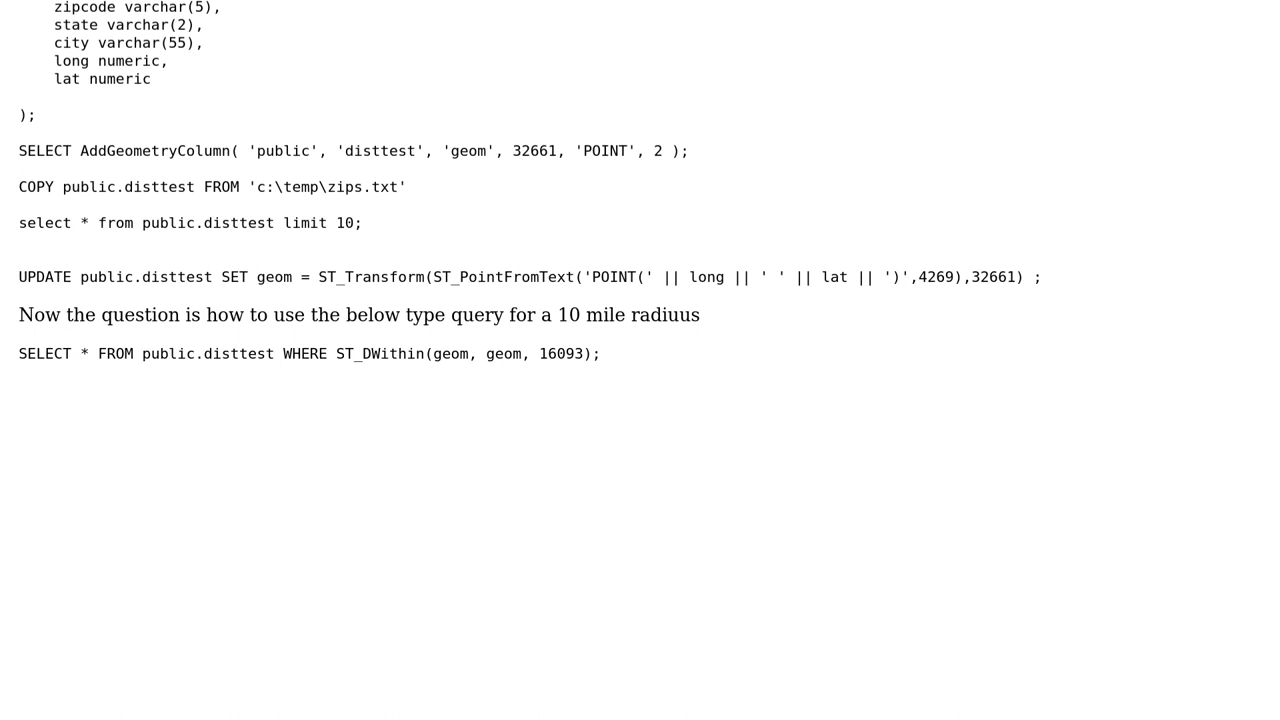 zipcode varchar(5),
state varchar(2),
city varchar(55),
long numeric,
lat numeric
);
SELECT AddGeometryColumn( 'public', 'disttest', 'geom', 32661, 'POINT', 2 );
COPY public.disttest FROM 'c:\temp\zips.txt'
select * from public.disttest limit 10;
UPDATE public.disttest SET geom = ST_Transform(ST_PointFromText('POINT(' || long || ' ' || lat || ')',4269),32661) ;
Now the question is how to use the below type query for a 10 mile radiuus
SELECT * FROM public.disttest WHERE ST_DWithin(geom, geom, 16093);